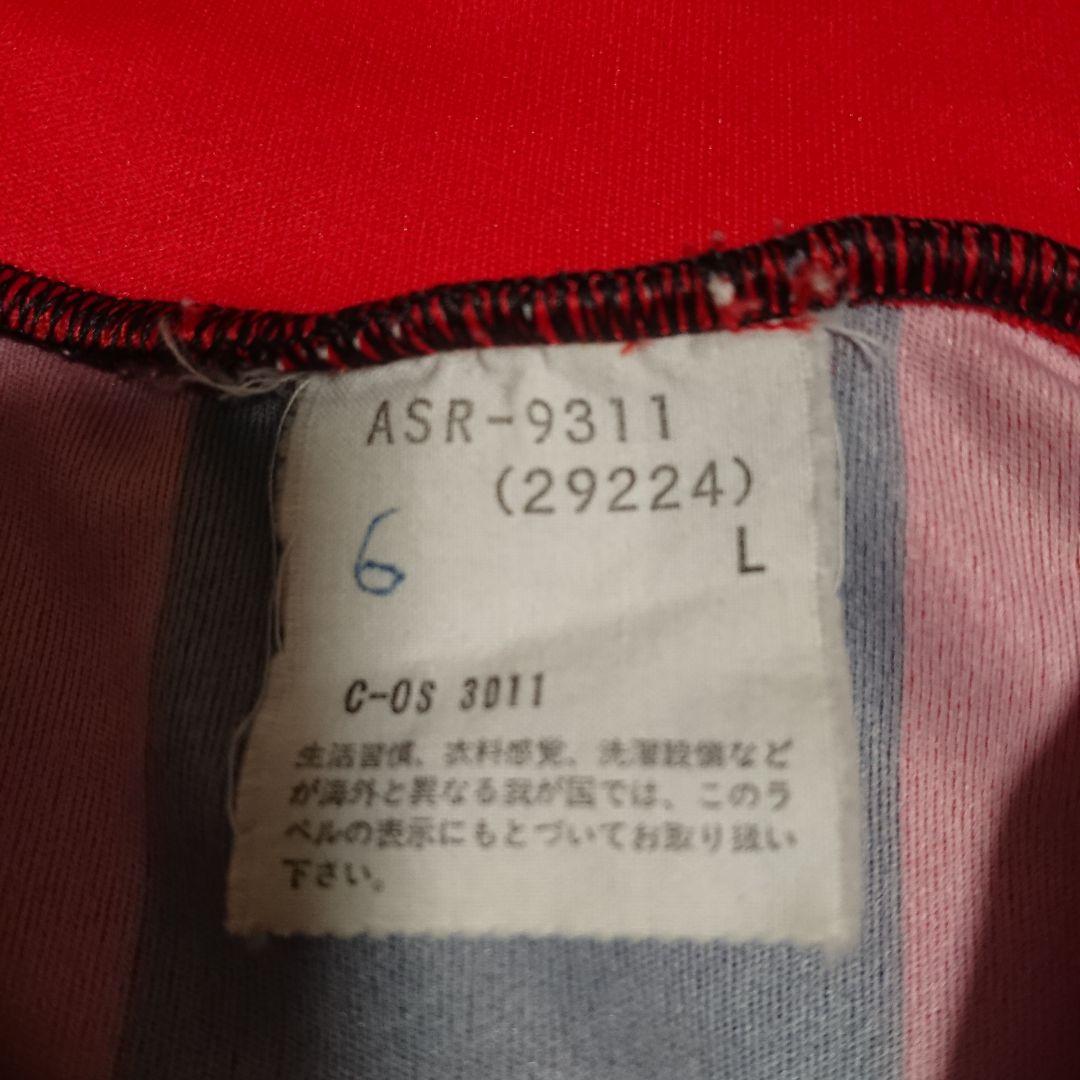 ASR-9311
(29224)
6 L
C-OS 3D11
生活習慣、衣料感覚、洗濯設備など
が海外と異なる我が国では、このラ
ベルの表示にもとづいてお取り扱い
下さい。